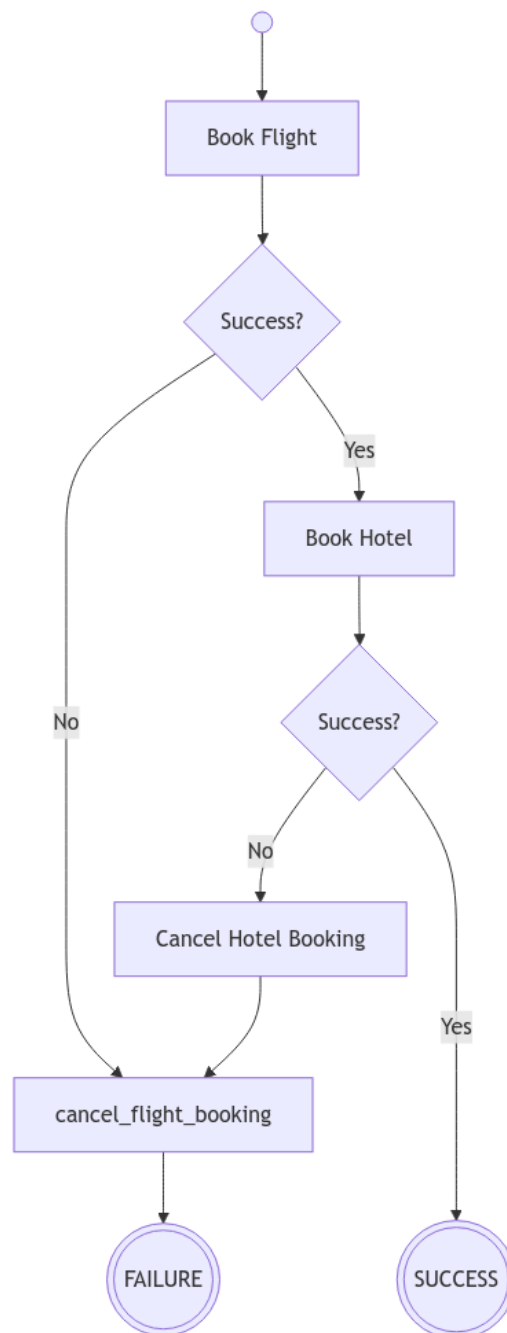 Book Flight
Success?
Yes
Book Hotel
No
Success?
No
Cancel Hotel Booking
Yes
cancel_flight_booking
FAILURE
SUCCESS